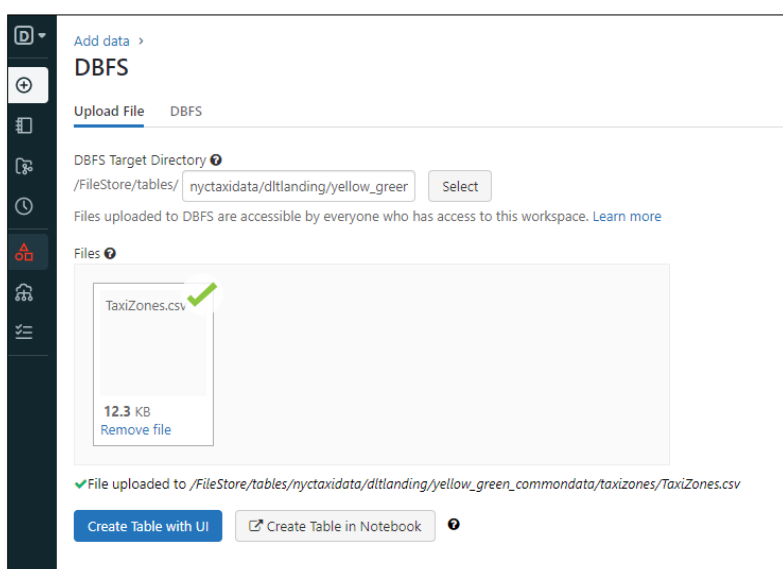 Add data >
DBFS
Upload File DBFS
DBFS Target Directory
/FileStore/tables/ nyctaxidata/dltlanding/yellow_greer Select
Files uploaded to DBFS are accessible by everyone who has access to this workspace. Learn more
Files
TaxiZones.csv
12.3 KB
Remove file
File uploaded to /FileStore/tables/nyctaxidata/dltlanding/yellow_green_commondata/taxizones/TaxiZones.csv
Create Table with UI Create Table in Notebook